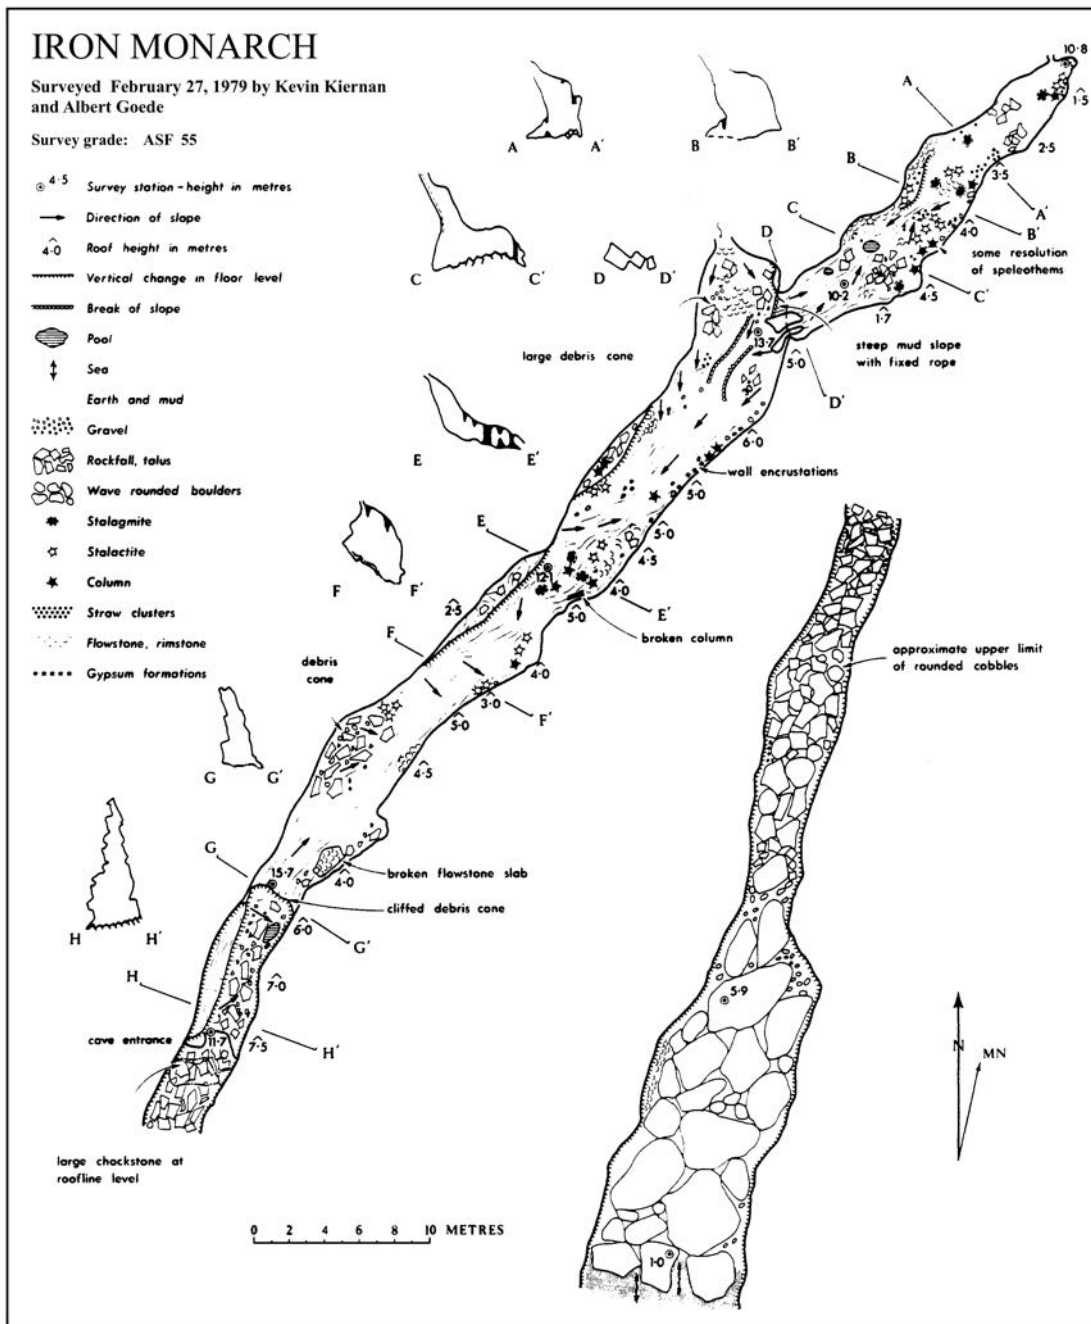 IRON MONARCH
Surveyed February 27, 1979 by Kevin Kiernan
and Albert Goede
Survey grade: ASF 55
4·5 Survey station - height in metres
Direction of slope
4·0 Roof height in metres
Vertical change in floor level
Break of slope
Pool
Sea
Earth and mud
Gravel
Rockfall, talus
Wave rounded boulders
Stalagmite
Stalactite
Column
Straw clusters
Flowstone, rimstone
Gypsum formations
A A'
B B'
C C'
D D'
E E'
F F'
G G'
H H'
10·8
1·5
A
2·5
3·5
B
A'
4·0
B'
C
some resolution
of speleothems
D
10·2
4·5
C'
1·7
13·7
steep mud slope
with fixed rope
large debris cone
5·0
D'
6·0
wall encrustations
5·0
5·0
E
4·5
12
4·0
E'
2·5
5·0
broken column
F
debris
cone
4·0
3·0
F'
5·0
4·5
approximate upper limit
of rounded cobbles
G
15·7
4·0
broken flowstone slab
cliffed debris cone
6·0
G'
H
7·0
cave entrance
11·7
7·5
H'
large chockstone at
roofline level
5·9
N
MN
0 2 4 6 8 10 METRES
1·0